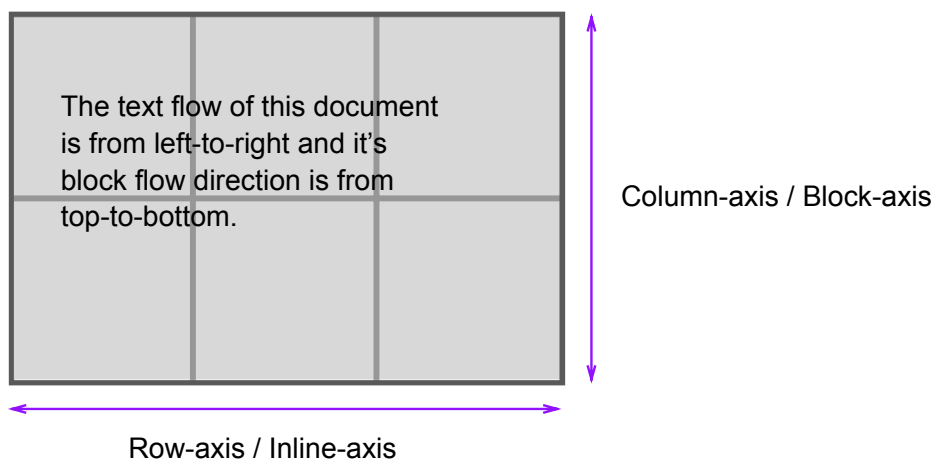 The text flow of this document
is from left-to-right and it’s
block flow direction is from
top-to-bottom.
Column-axis / Block-axis
Row-axis / Inline-axis